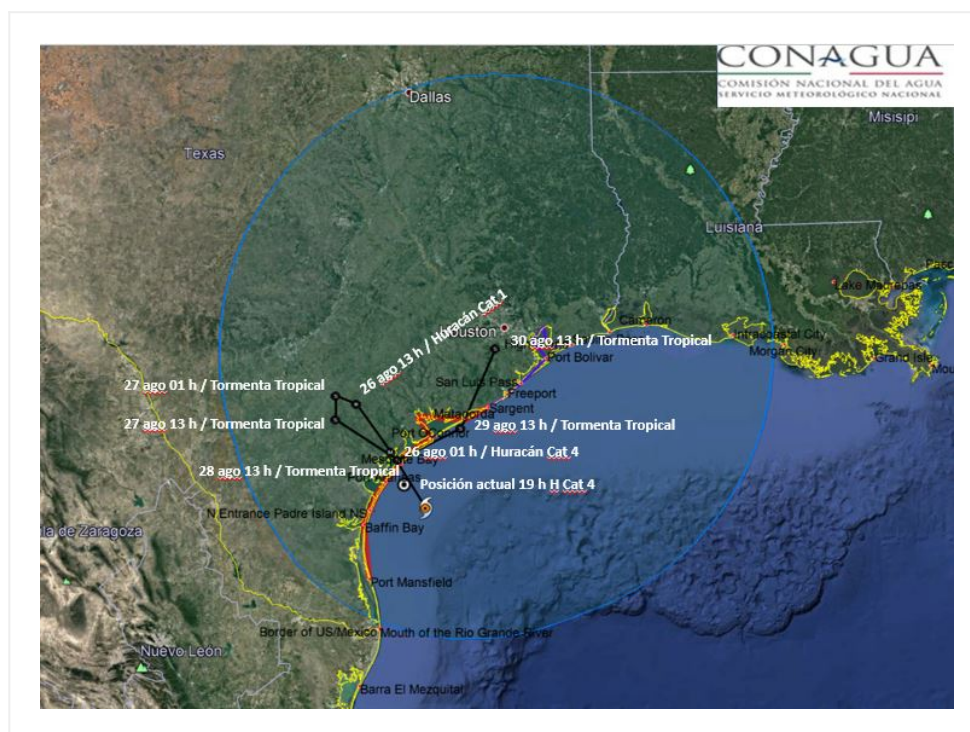 CONAGUA
COMISIÓN NACIONAL DEL AGUA
SERVICIO METEOROLÓGICO NACIONAL
Dallas
Misisipi
Texas
Luisiana
Lake Maurepas
26 ago 13 h / Huracán Cat 1
Cameron
Houston
30 ago 13 h / Tormenta Tropical
Intracoastal City
Morgan City
Grand Isle
Port Bolivar
27 ago 01 h / Tormenta Tropical
San Luis Pass
Freeport
Sargent
Matagorda
27 ago 13 h / Tormenta Tropical
29 ago 13 h / Tormenta Tropical
Port O'Connor
26 ago 01 h / Huracán Cat 4
Mesquite Bay
28 ago 13 h / Tormenta Tropical
Posición actual 19 h H Cat 4
N Entrance Padre Island NS
Baffin Bay
ila de Zaragoza
Port Mansfield
Border of US/Mexico Mouth of the Rio Grande River
Nuevo León
Barra El Mezquital